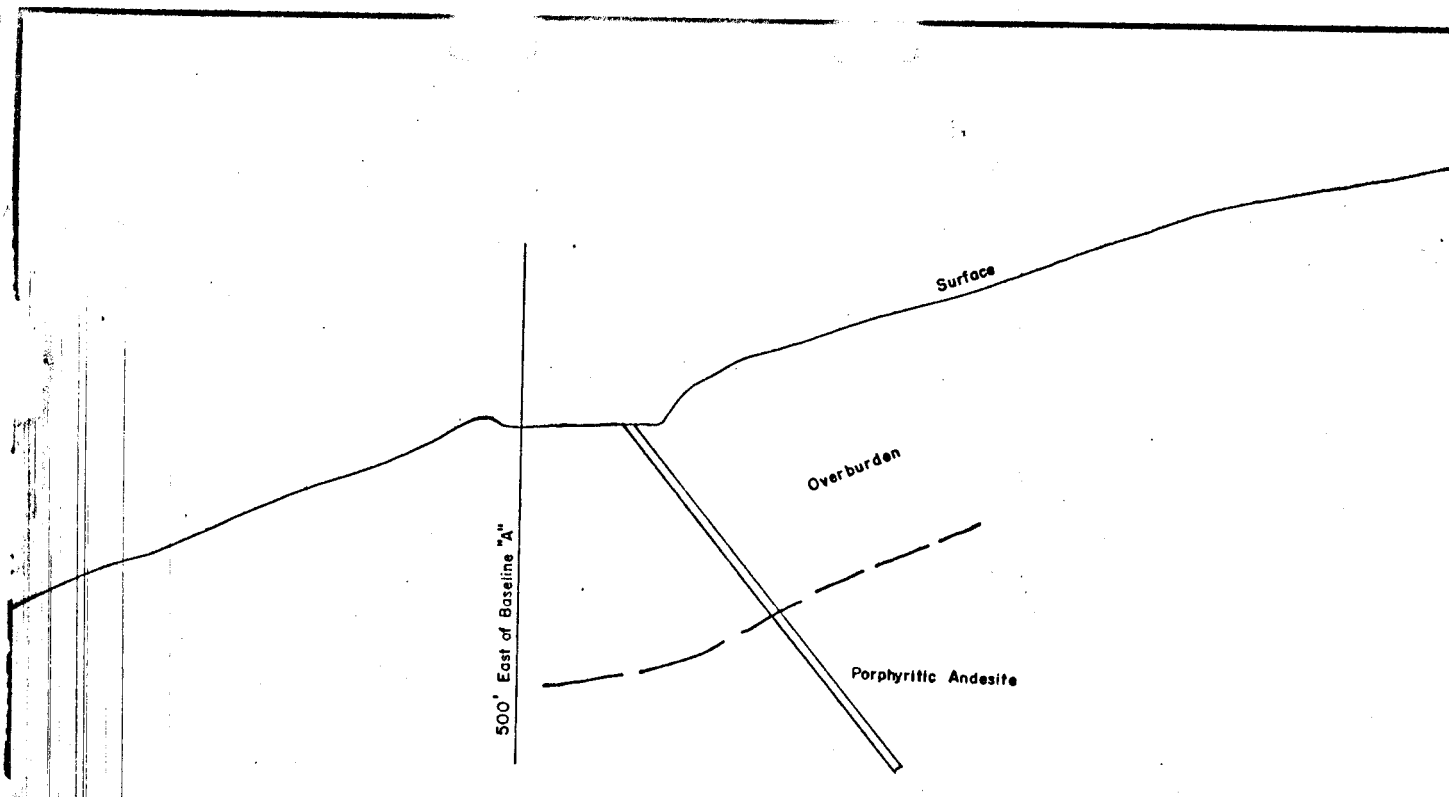 Surface
Overburden
500' East of Baseline "A"
Porphyritic Andesite